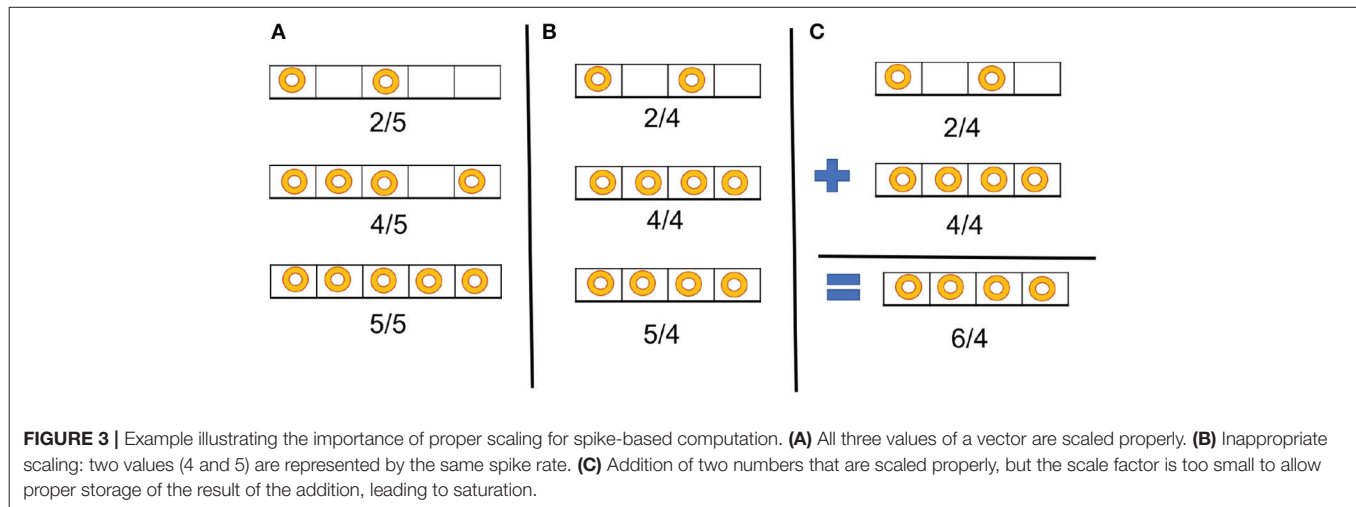 A
2/5
4/5
5/5
B
2/4
4/4
5/4
C
2/4
4/4
6/4
FIGURE 3 | Example illustrating the importance of proper scaling for spike-based computation. (A) All three values of a vector are scaled properly. (B) Inappropriate
scaling: two values (4 and 5) are represented by the same spike rate. (C) Addition of two numbers that are scaled properly, but the scale factor is too small to allow
proper storage of the result of the addition, leading to saturation.